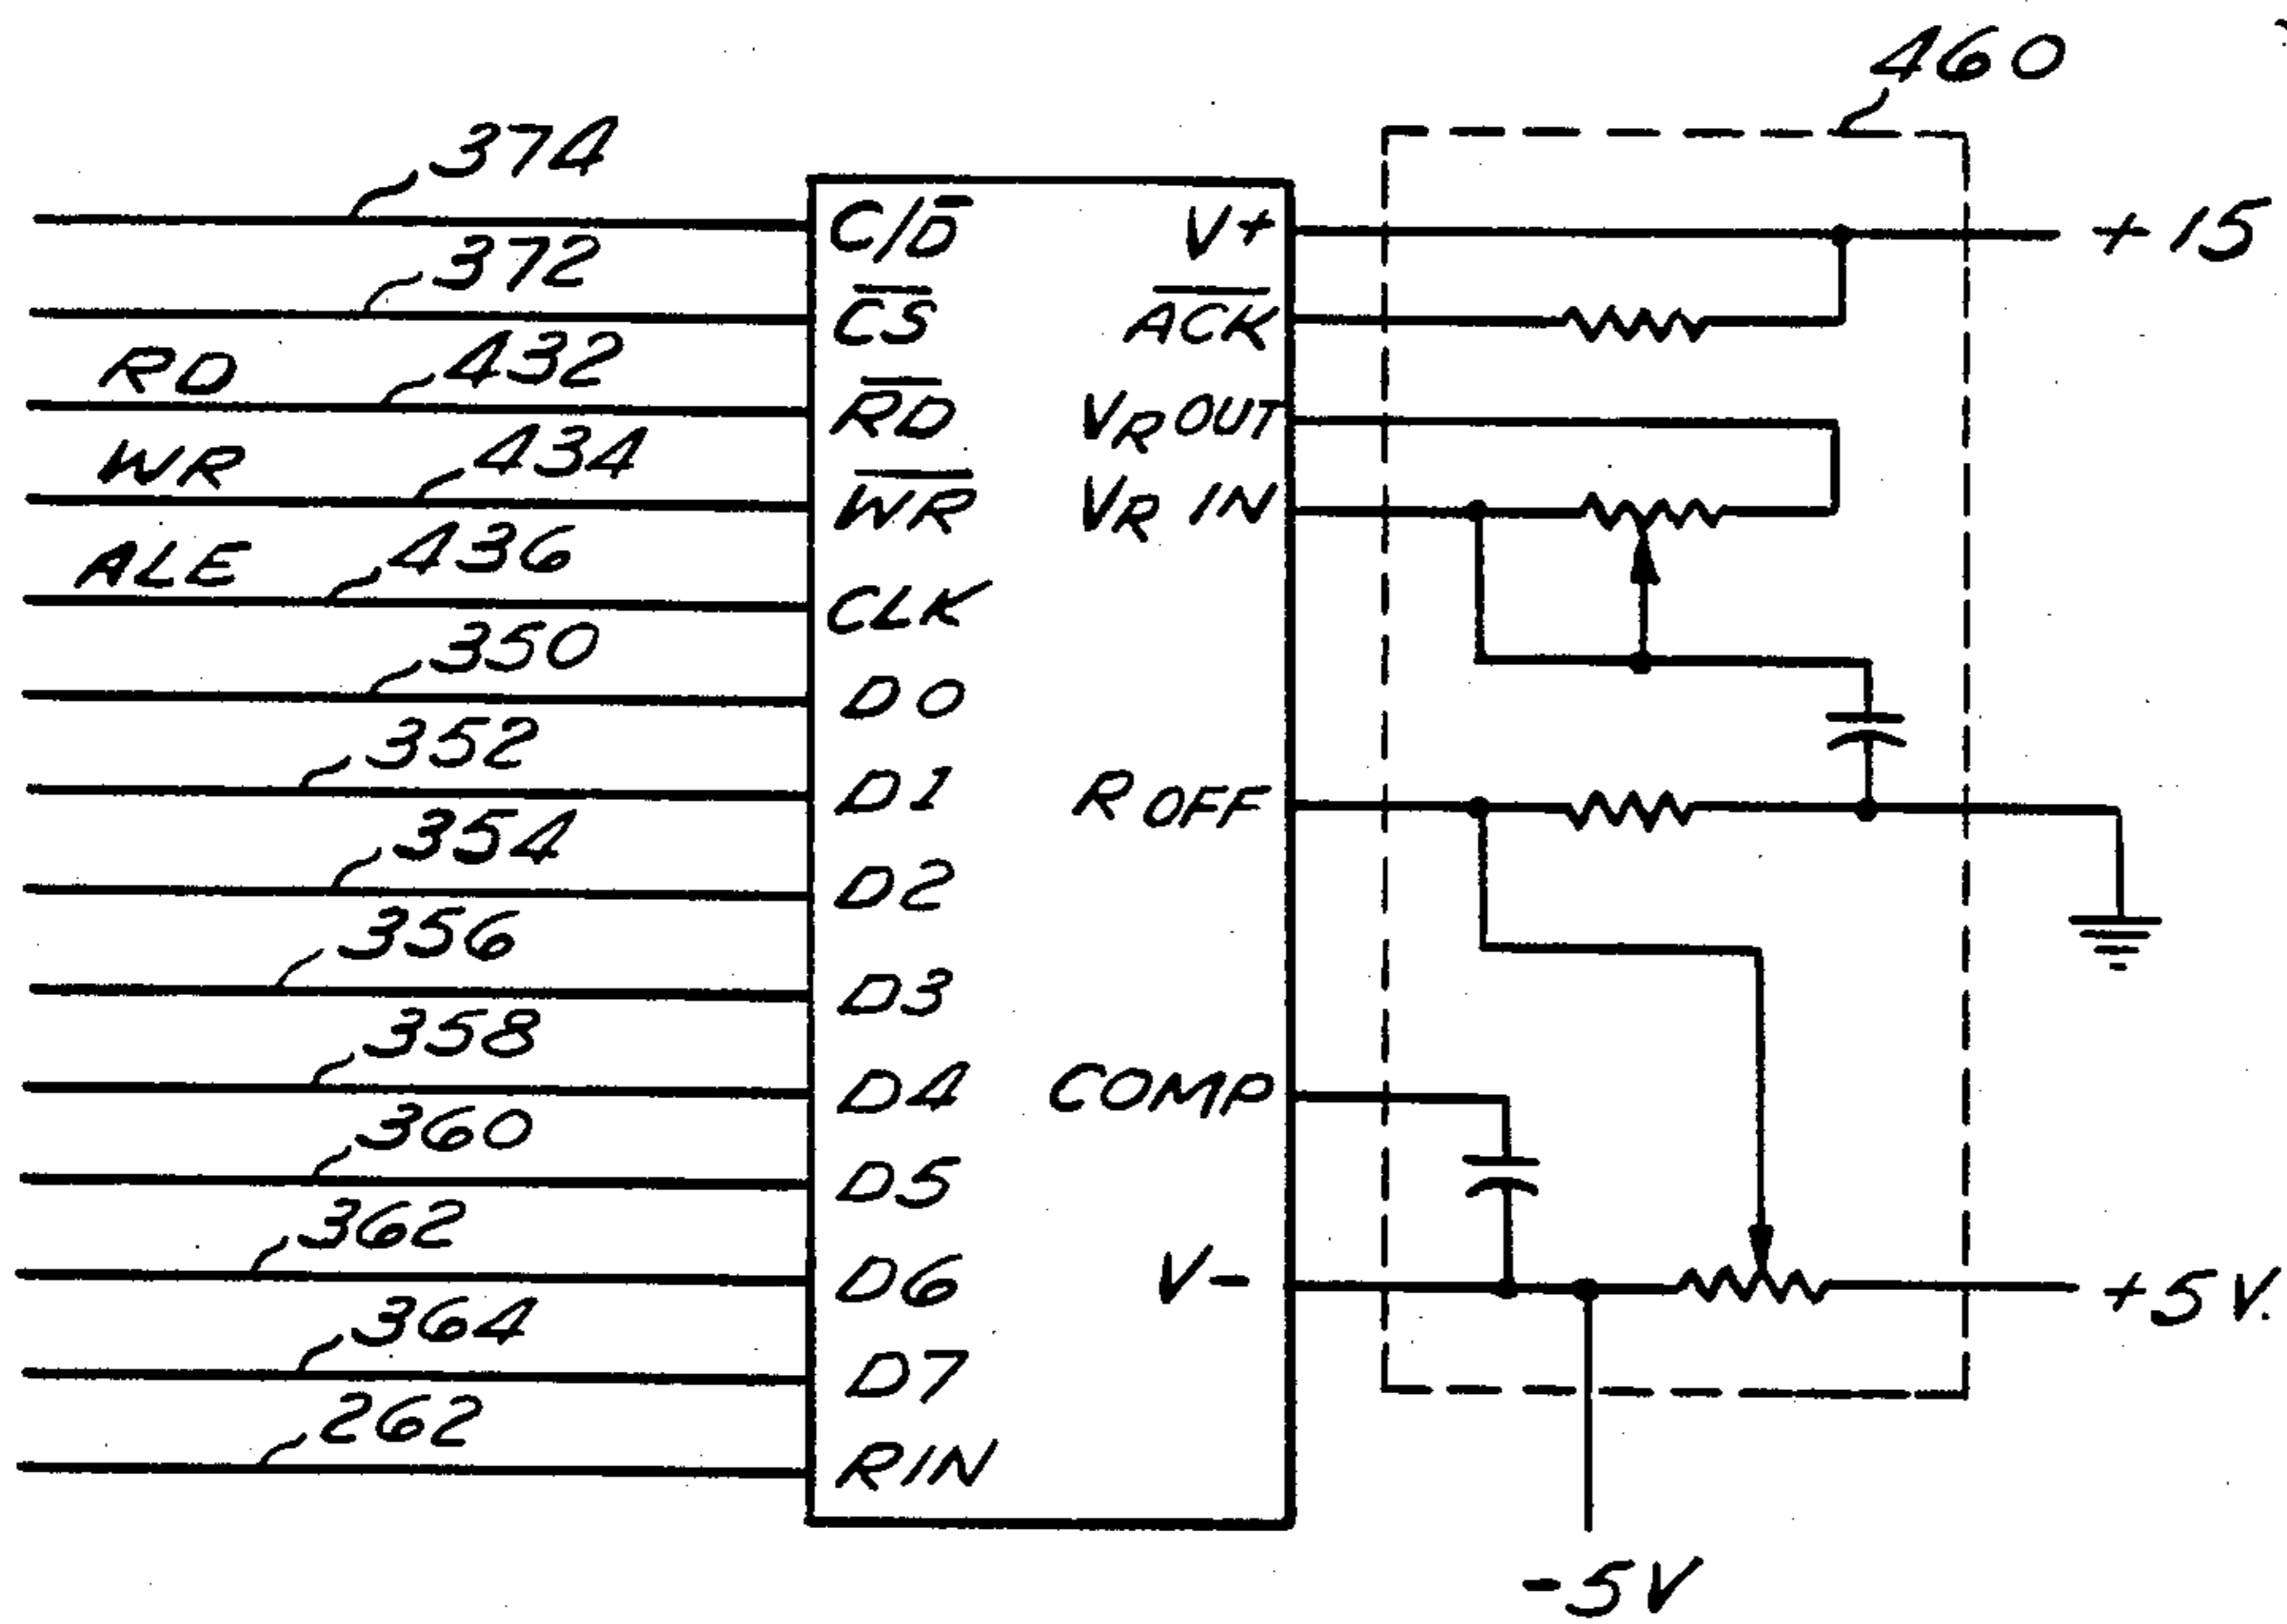 460
374
C/D̅
V+
+15
372
C̅S̅
A̅C̅K̅
RD
432
R̅D̅
VR OUT
WR
434
W̅R̅
VR IN
ALE
436
CLK
350
D0
352
D1
R OFF
354
D2
356
D3
358
D4
COMP
360
D5
362
D6
V-
+5V.
364
D7
262
RIN
-5V